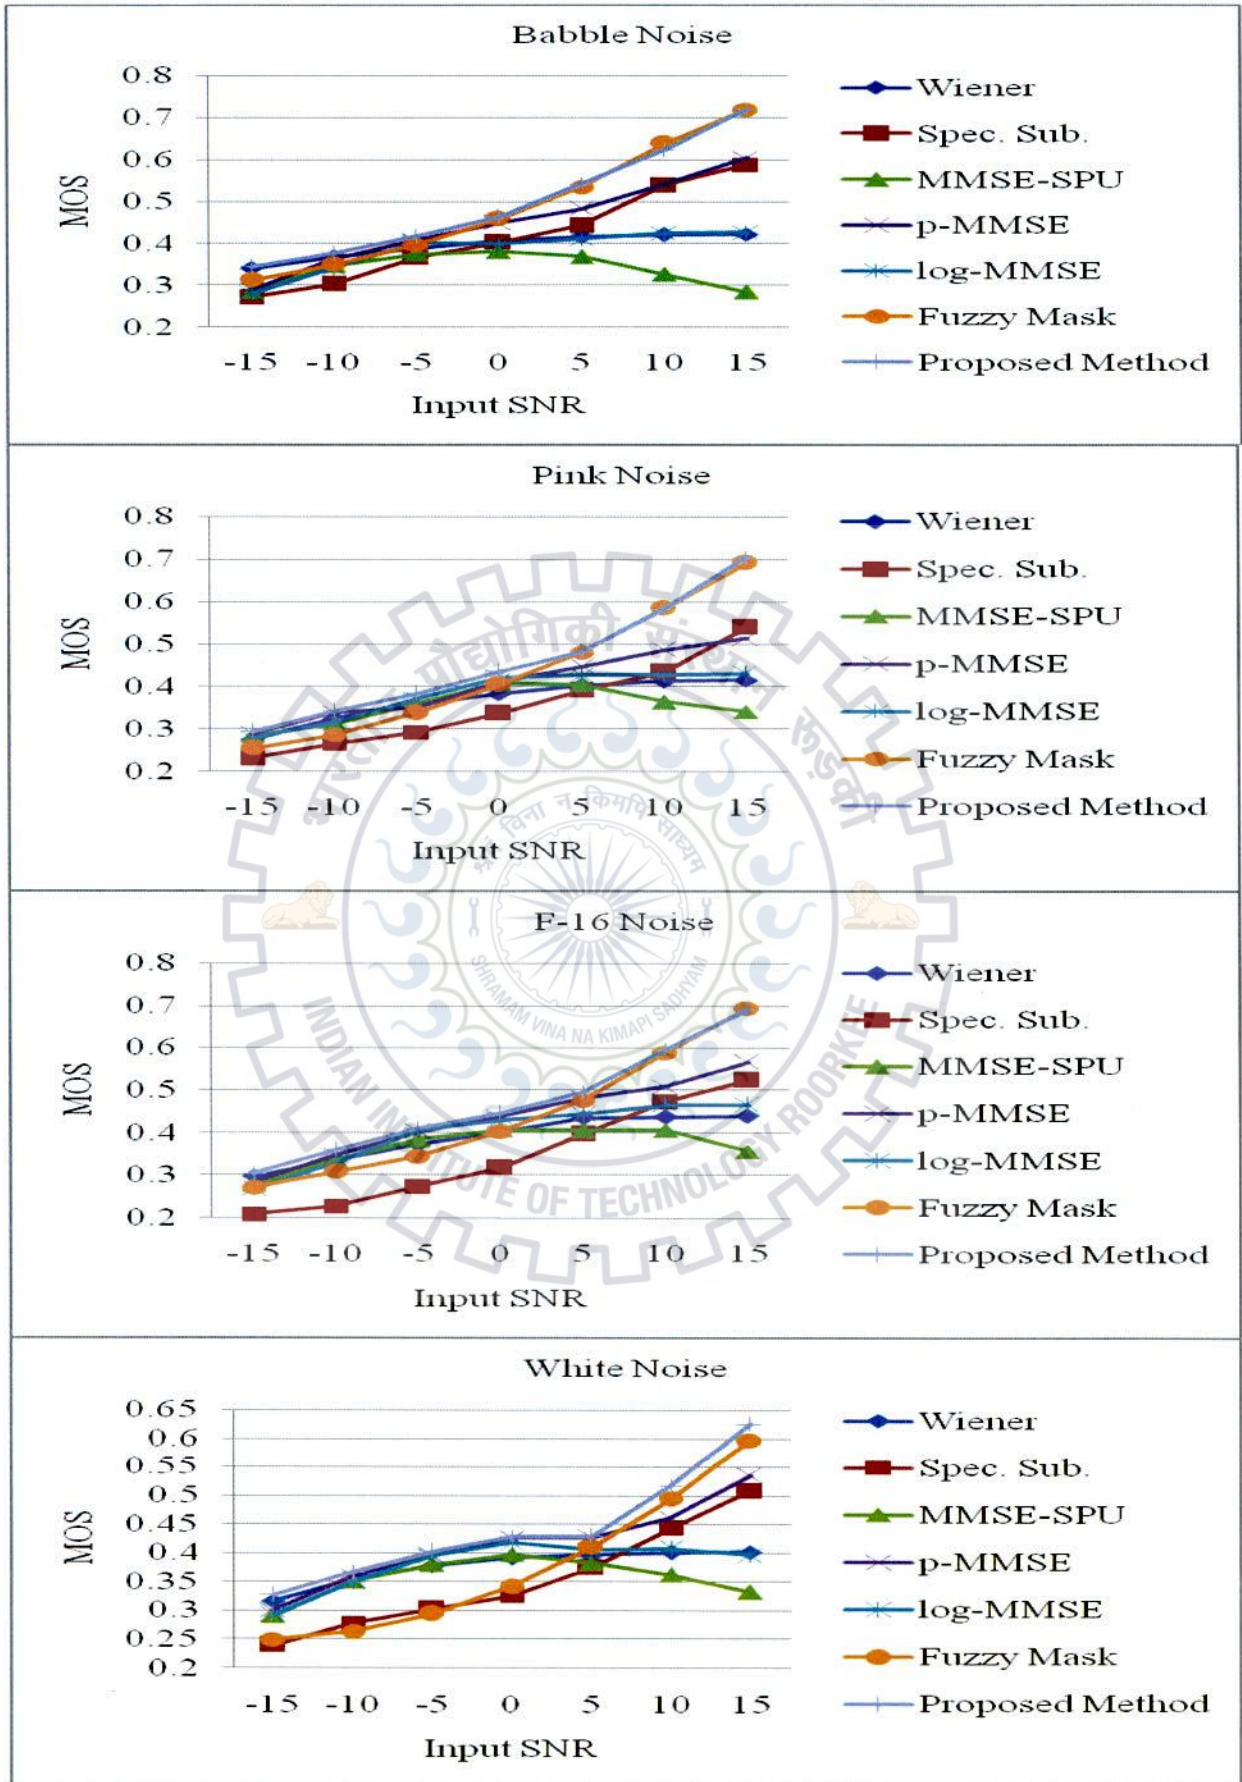 Babble Noise
0.8
0.7
0.6
0.5
0.4
0.3
0.2
MOS
-15 -10 -5 0 5 10 15
Input SNR
Wiener
Spec. Sub.
MMSE-SPU
p-MMSE
log-MMSE
Fuzzy Mask
Proposed Method
Pink Noise
0.8
0.7
0.6
0.5
0.4
0.3
0.2
MOS
-15 -10 -5 0 5 10 15
Input SNR
Wiener
Spec. Sub.
MMSE-SPU
p-MMSE
log-MMSE
Fuzzy Mask
Proposed Method
F-16 Noise
0.8
0.7
0.6
0.5
0.4
0.3
0.2
MOS
-15 -10 -5 0 5 10 15
Input SNR
Wiener
Spec. Sub.
MMSE-SPU
p-MMSE
log-MMSE
Fuzzy Mask
Proposed Method
White Noise
0.65
0.6
0.55
0.5
0.45
0.4
0.35
0.3
0.25
0.2
MOS
-15 -10 -5 0 5 10 15
Input SNR
Wiener
Spec. Sub.
MMSE-SPU
p-MMSE
log-MMSE
Fuzzy Mask
Proposed Method
विना न किमपि साध्यम
SHRAMAM VINA NA KIMAPI SADHYAM
INDIAN INSTITUTE OF TECHNOLOGY ROORKEE